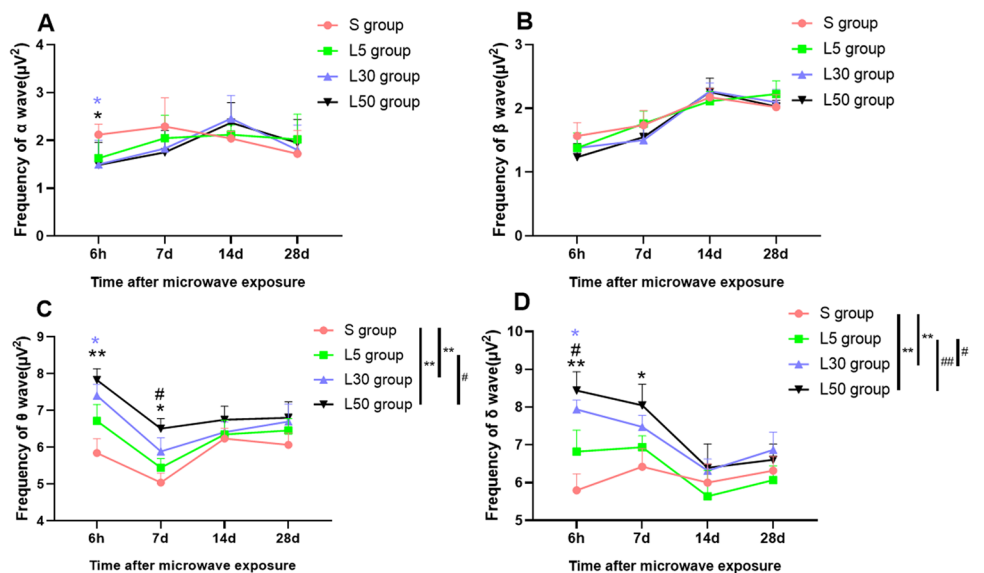 A
Frequency of α wave(μV²)
4
3
2
1
0
*
*
6h
7d
14d
28d
Time after microwave exposure
S group
L5 group
L30 group
L50 group
B
Frequency of β wave(μV²)
3
2
1
0
6h
7d
14d
28d
Time after microwave exposure
S group
L5 group
L30 group
L50 group
C
Frequency of θ wave(μV²)
9
8
7
6
5
4
*
**
#
*
6h
7d
14d
28d
Time after microwave exposure
S group
L5 group
L30 group
L50 group
**
**
#
D
Frequency of δ wave(μV²)
10
9
8
7
6
5
*
#
**
*
6h
7d
14d
28d
Time after microwave exposure
S group
L5 group
L30 group
L50 group
**
**
##
#